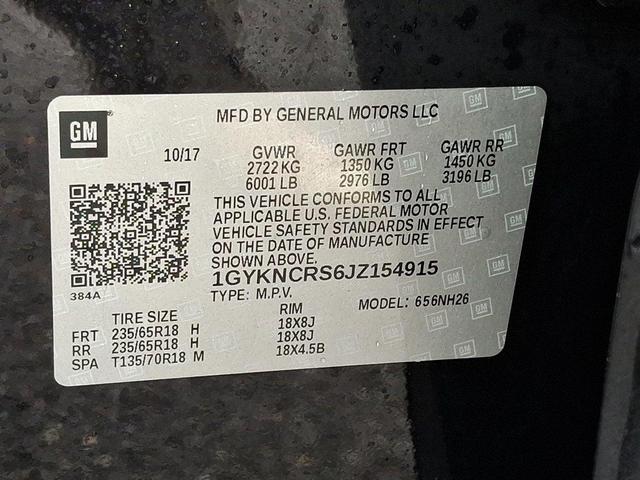 GM
MFD BY GENERAL MOTORS LLC
10/17 GVWR GAWR FRT GAWR RR
2722 KG 1350 KG 1450 KG
6001 LB 2976 LB 3196 LB
THIS VEHICLE CONFORMS TO ALL
APPLICABLE U.S. FEDERAL MOTOR
VEHICLE SAFETY STANDARDS IN EFFECT
ON THE DATE OF MANUFACTURE
SHOWN ABOVE.
384A
1GYKNCRS6JZ154915
TYPE: M.P.V. MODEL: 656NH26
TIRE SIZE RIM
FRT 235/65R18 H 18X8J
RR 235/65R18 H 18X8J
SPA T135/70R18 M 18X4.5B